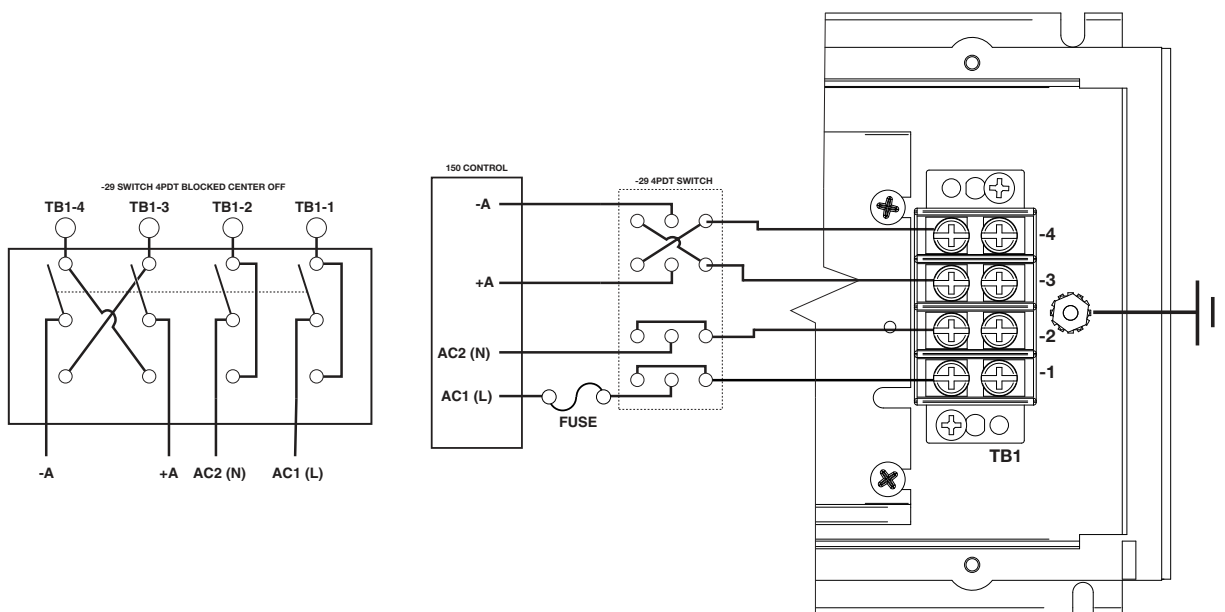 -29 SWITCH 4PDT BLOCKED CENTER OFF
TB1-4 TB1-3 TB1-2 TB1-1
-A +A AC2 (N) AC1 (L)
150 CONTROL
-29 4PDT SWITCH
-A
+A
AC2 (N)
AC1 (L)
FUSE
-4
-3
-2
-1
TB1